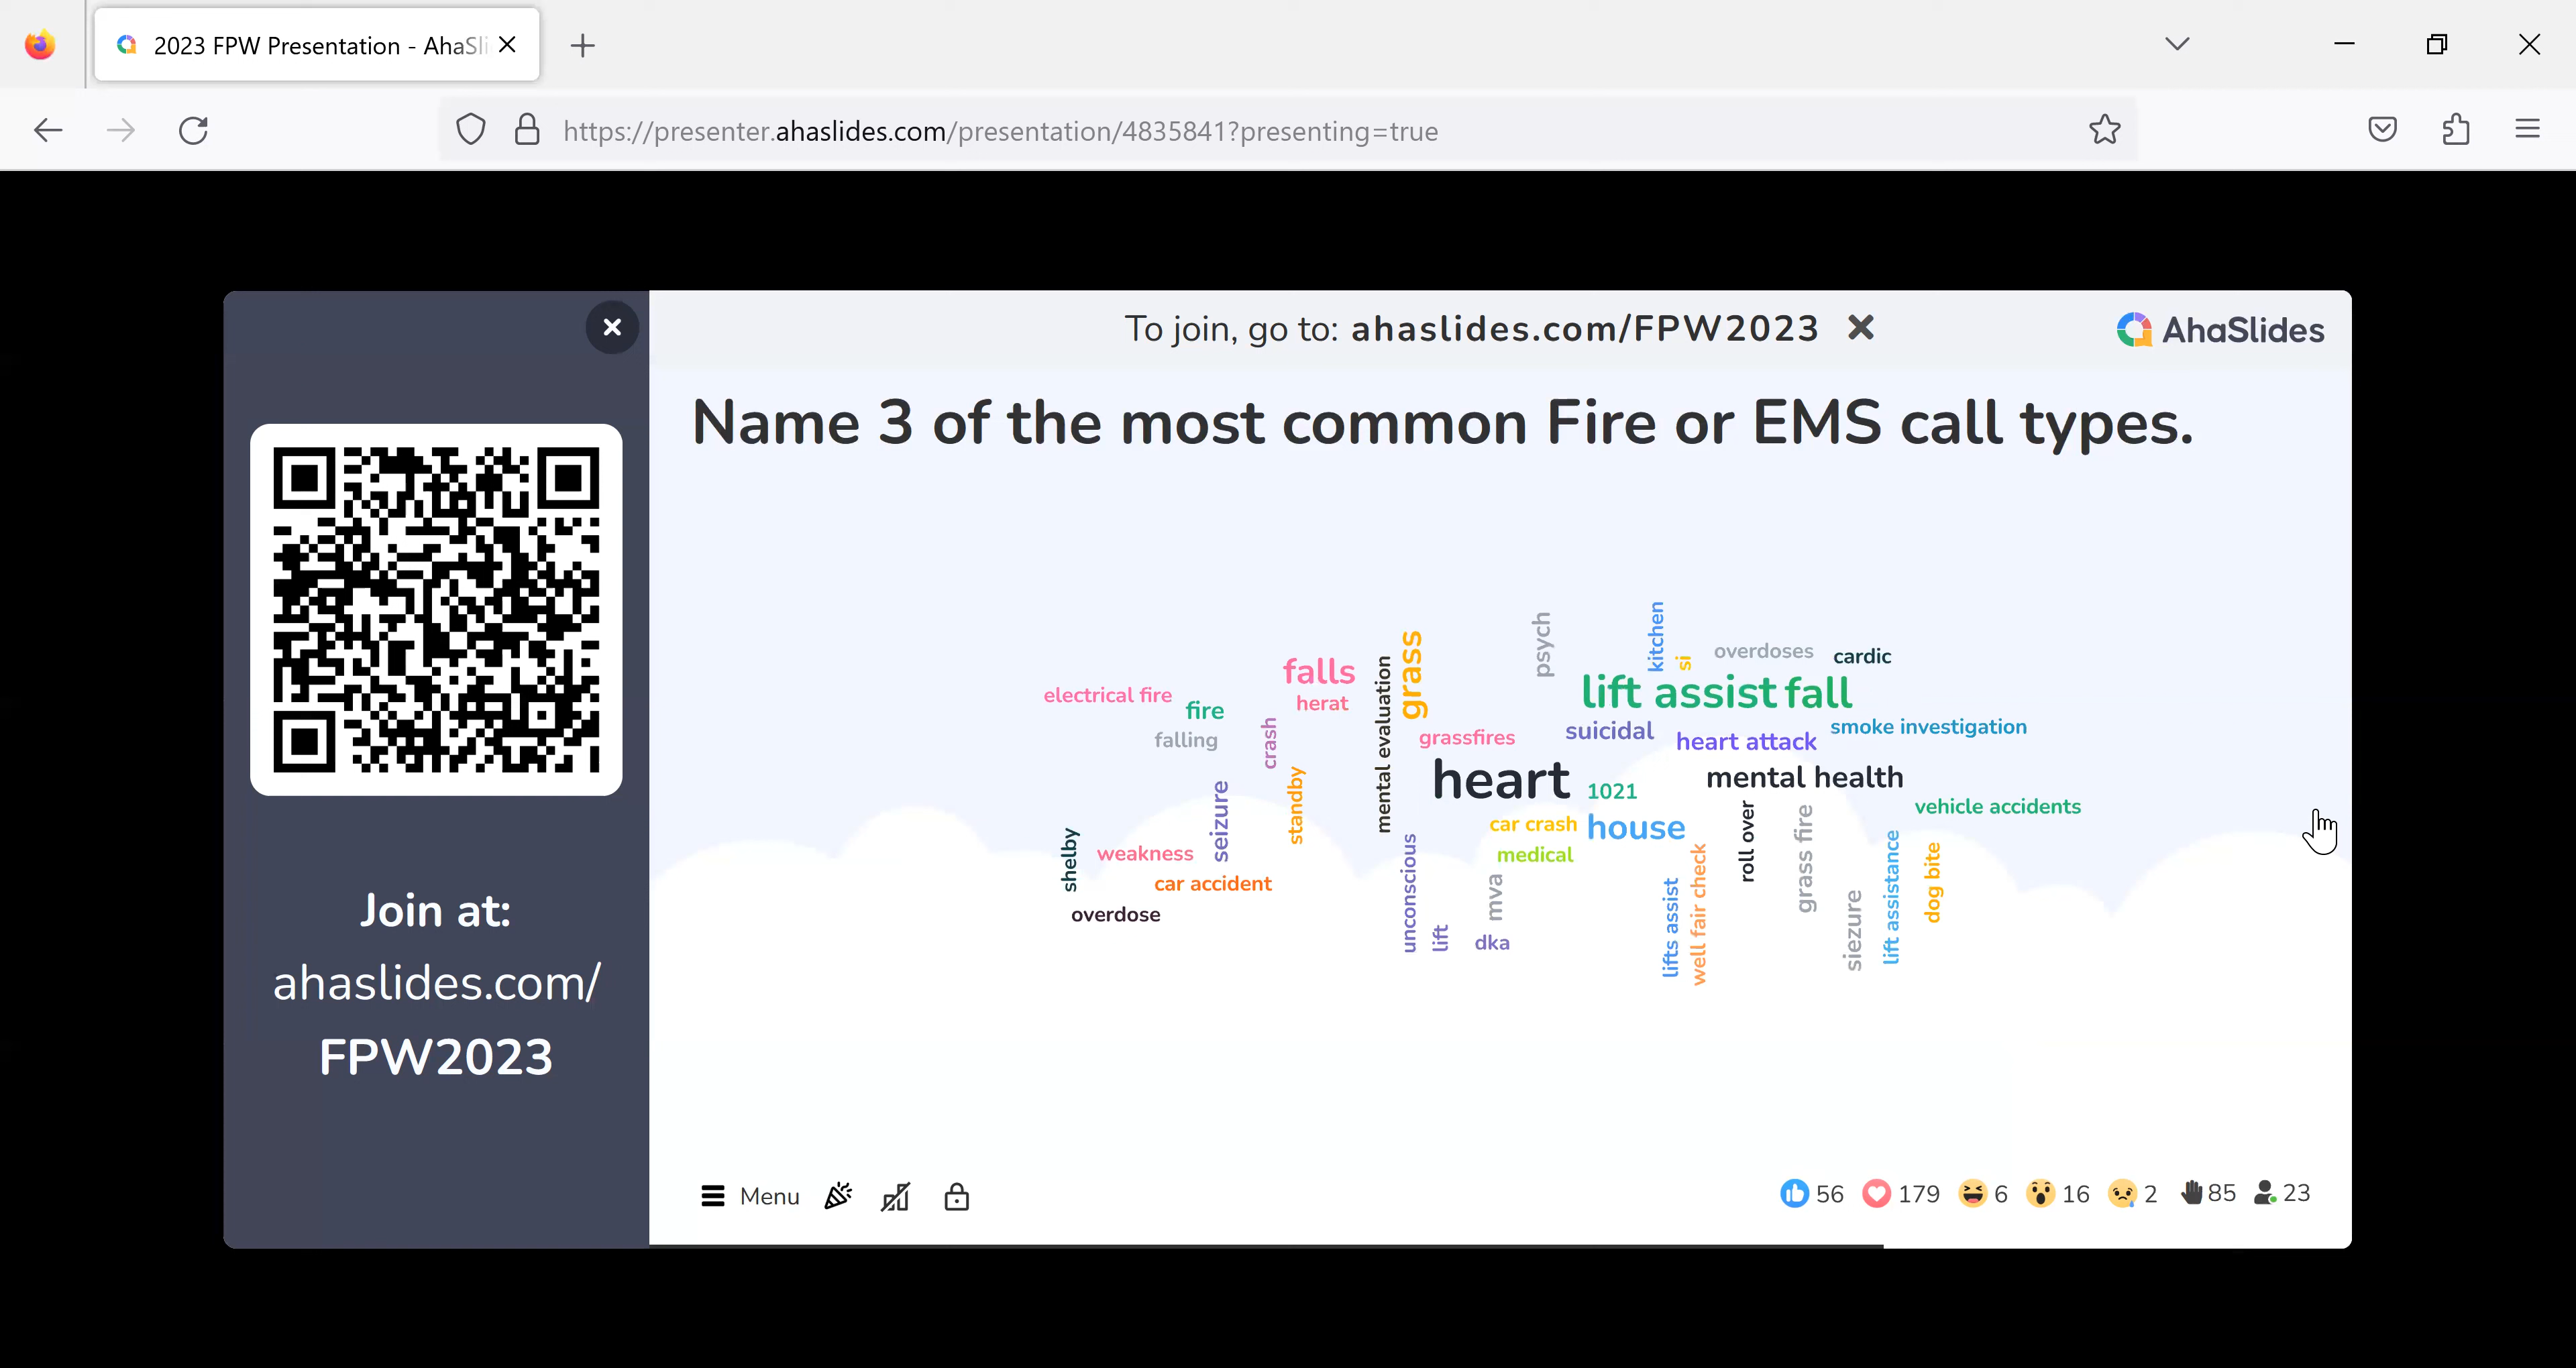 2023 FPW Presentation - AhaSli
https://presenter.ahaslides.com/presentation/4835841?presenting=true
To join, go to: ahaslides.com/FPW2023
AhaSlides
Name 3 of the most common Fire or EMS call types.
Join at:
ahaslides.com/
FPW2023
psych
kitchen
si
overdoses
cardic
falls
grass
electrical fire
herat
mental evaluation
lift assist
fall
fire
falling
crash
grassfires
suicidal
heart attack
smoke investigation
heart
1021
mental health
seizure
standby
vehicle accidents
car crash
house
roll over
grass fire
shelby
weakness
unconscious
medical
well fair check
lift assistance
dog bite
car accident
mva
lifts assist
siezure
overdose
lift
dka
Menu
56 179 6 16 2 85 23